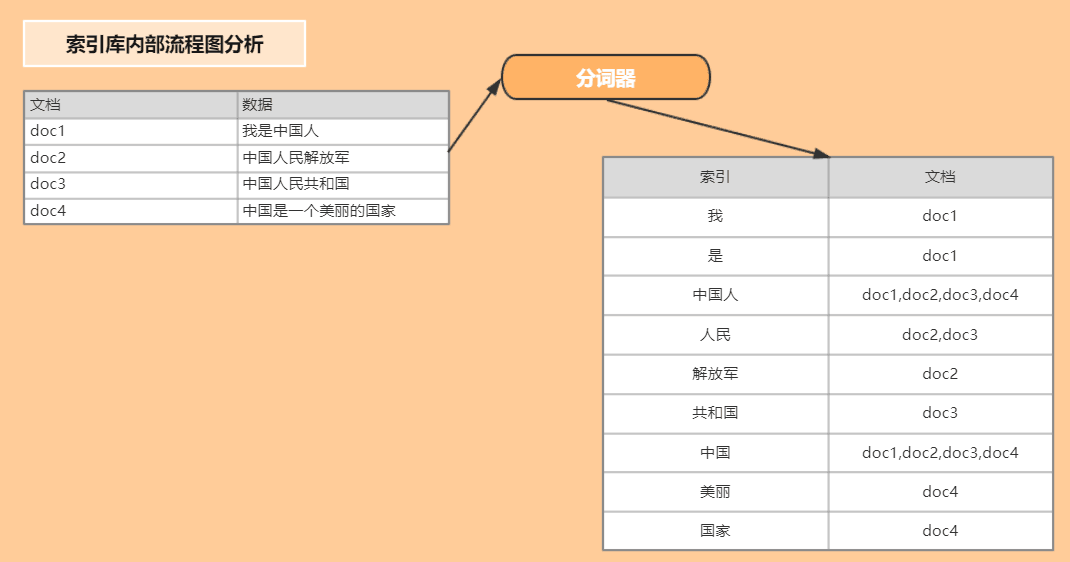 索引库内部流程图分析
分词器
文档 数据
doc1 我是中国人
doc2 中国人民解放军
doc3 中国人民共和国
doc4 中国是一个美丽的国家
索引 文档
我 doc1
是 doc1
中国人 doc1,doc2,doc3,doc4
人民 doc2,doc3
解放军 doc2
共和国 doc3
中国 doc1,doc2,doc3,doc4
美丽 doc4
国家 doc4